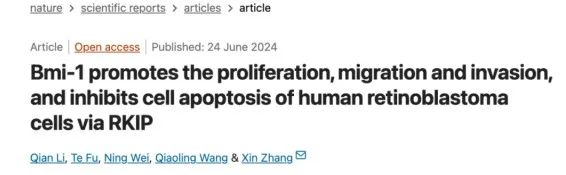 nature > scientific reports > articles > article
Article | Open access | Published: 24 June 2024
Bmi-1 promotes the proliferation, migration and invasion,
and inhibits cell apoptosis of human retinoblastoma
cells via RKIP
Qian Li, Te Fu, Ning Wei, Qiaoling Wang & Xin Zhang